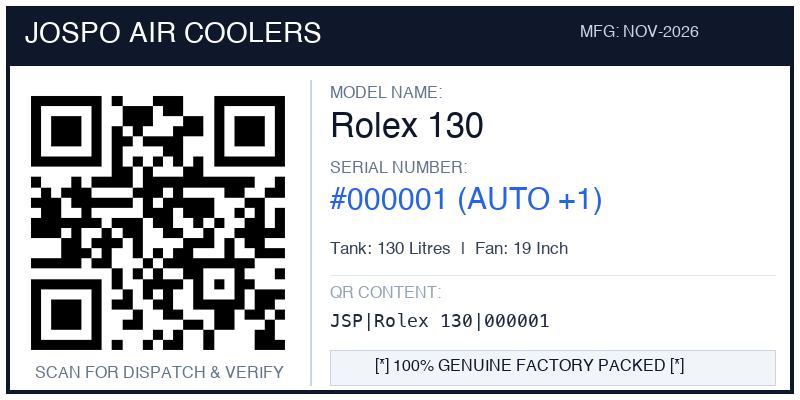 JOSPO AIR COOLERS
MFG: NOV-2026
MODEL NAME:
Rolex 130
SERIAL NUMBER:
#000001 (AUTO +1)
Tank: 130 Litres | Fan: 19 Inch
QR CONTENT:
JSP|Rolex 130|000001
[*] 100% GENUINE FACTORY PACKED [*]
SCAN FOR DISPATCH & VERIFY